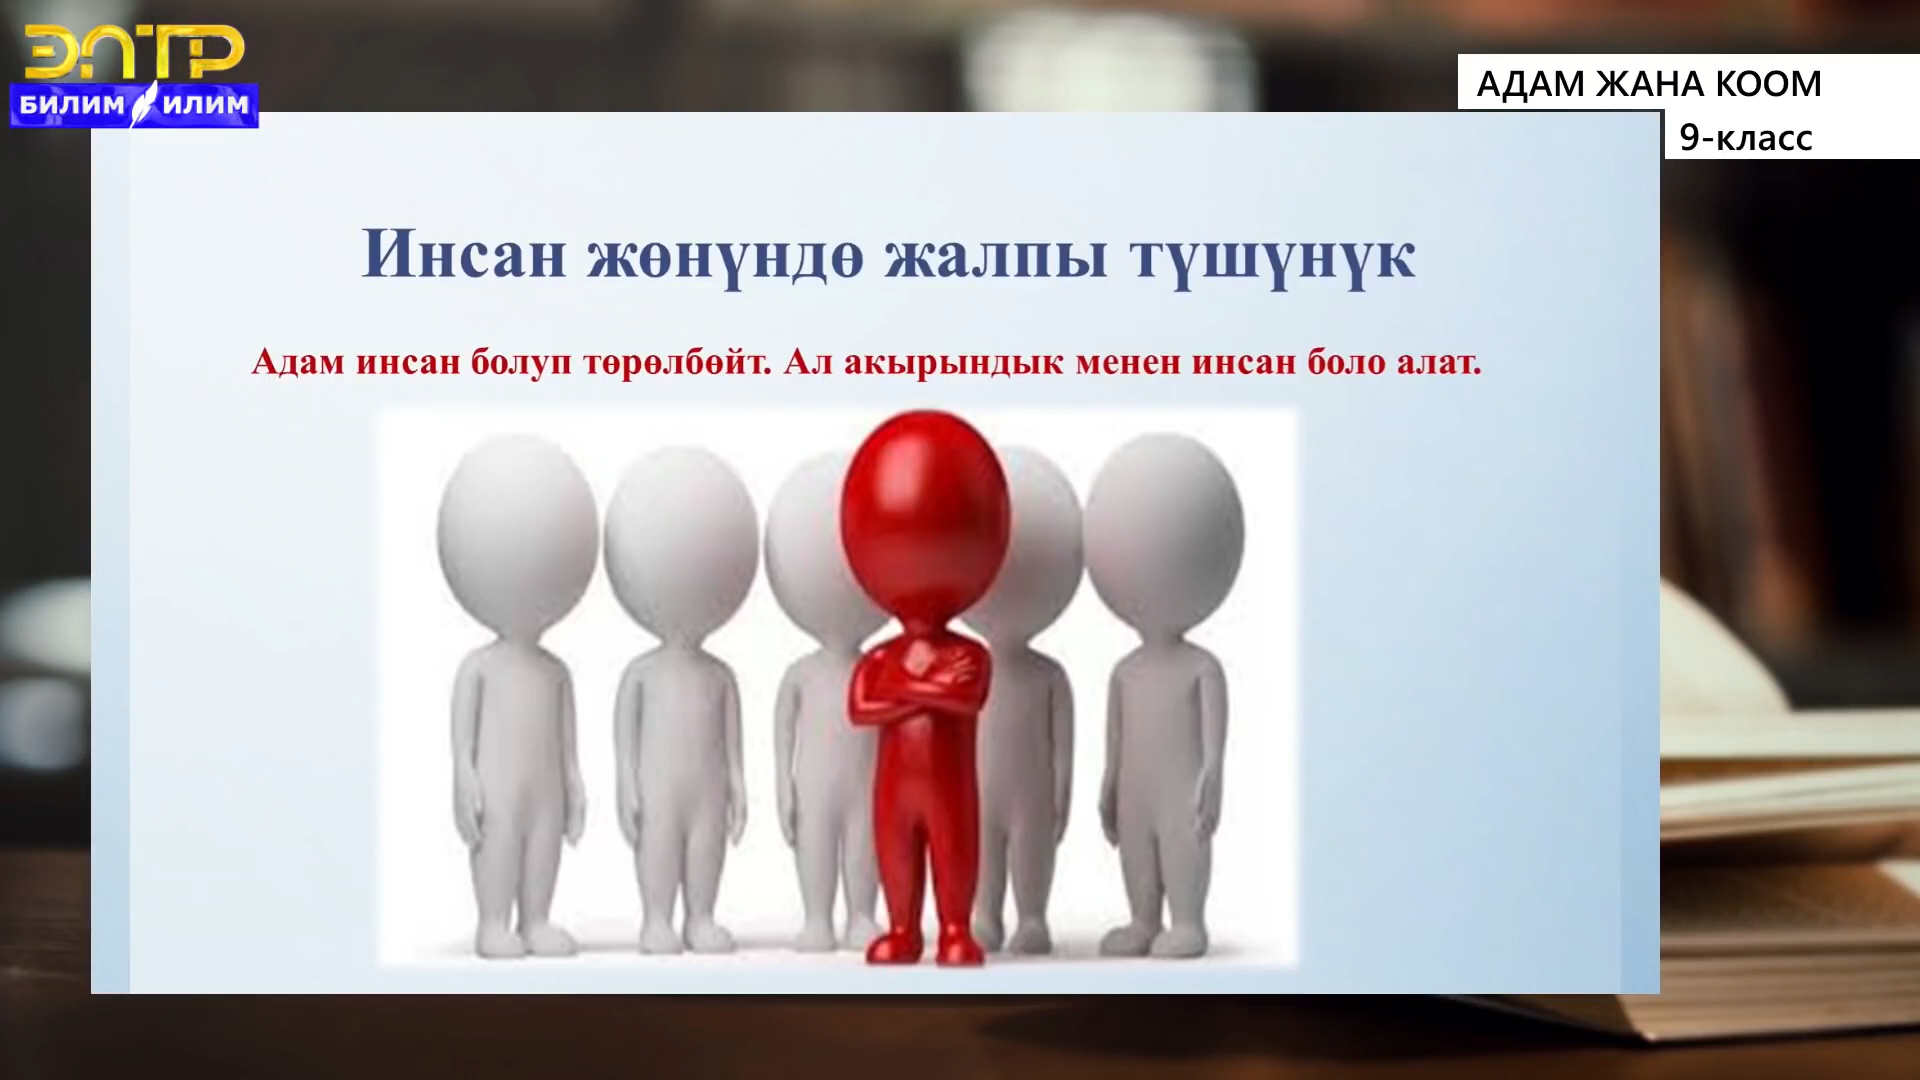 ЭЛТР
БИЛИМ ИЛИМ
АДАМ ЖАНА КООМ
9-класс
Инсан жөнүндө жалпы түшүнүк
Адам инсан болуп төрөлбөйт. Ал акырындык менен инсан боло алат.